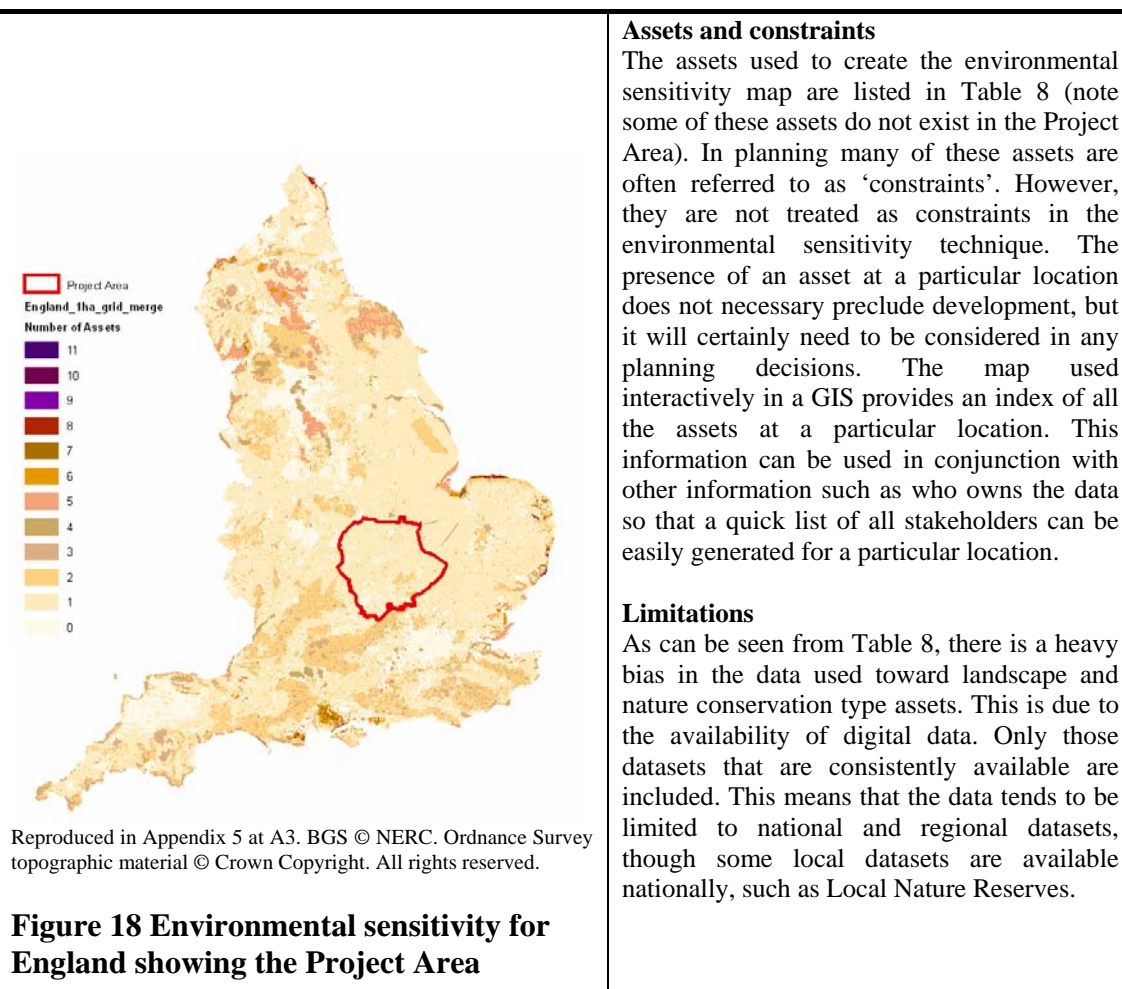 Project Area
England_1ha_grid_merge
Number of Assets
11
10
9
8
7
6
5
4
3
2
1
0
Reproduced in Appendix 5 at A3. BGS © NERC. Ordnance Survey
topographic material © Crown Copyright. All rights reserved.
Figure 18 Environmental sensitivity for
England showing the Project Area
Assets and constraints
The assets used to create the environmental
sensitivity map are listed in Table 8 (note
some of these assets do not exist in the Project
Area). In planning many of these assets are
often referred to as ‘constraints’. However,
they are not treated as constraints in the
environmental sensitivity technique. The
presence of an asset at a particular location
does not necessary preclude development, but
it will certainly need to be considered in any
planning decisions. The map used
interactively in a GIS provides an index of all
the assets at a particular location. This
information can be used in conjunction with
other information such as who owns the data
so that a quick list of all stakeholders can be
easily generated for a particular location.
Limitations
As can be seen from Table 8, there is a heavy
bias in the data used toward landscape and
nature conservation type assets. This is due to
the availability of digital data. Only those
datasets that are consistently available are
included. This means that the data tends to be
limited to national and regional datasets,
though some local datasets are available
nationally, such as Local Nature Reserves.